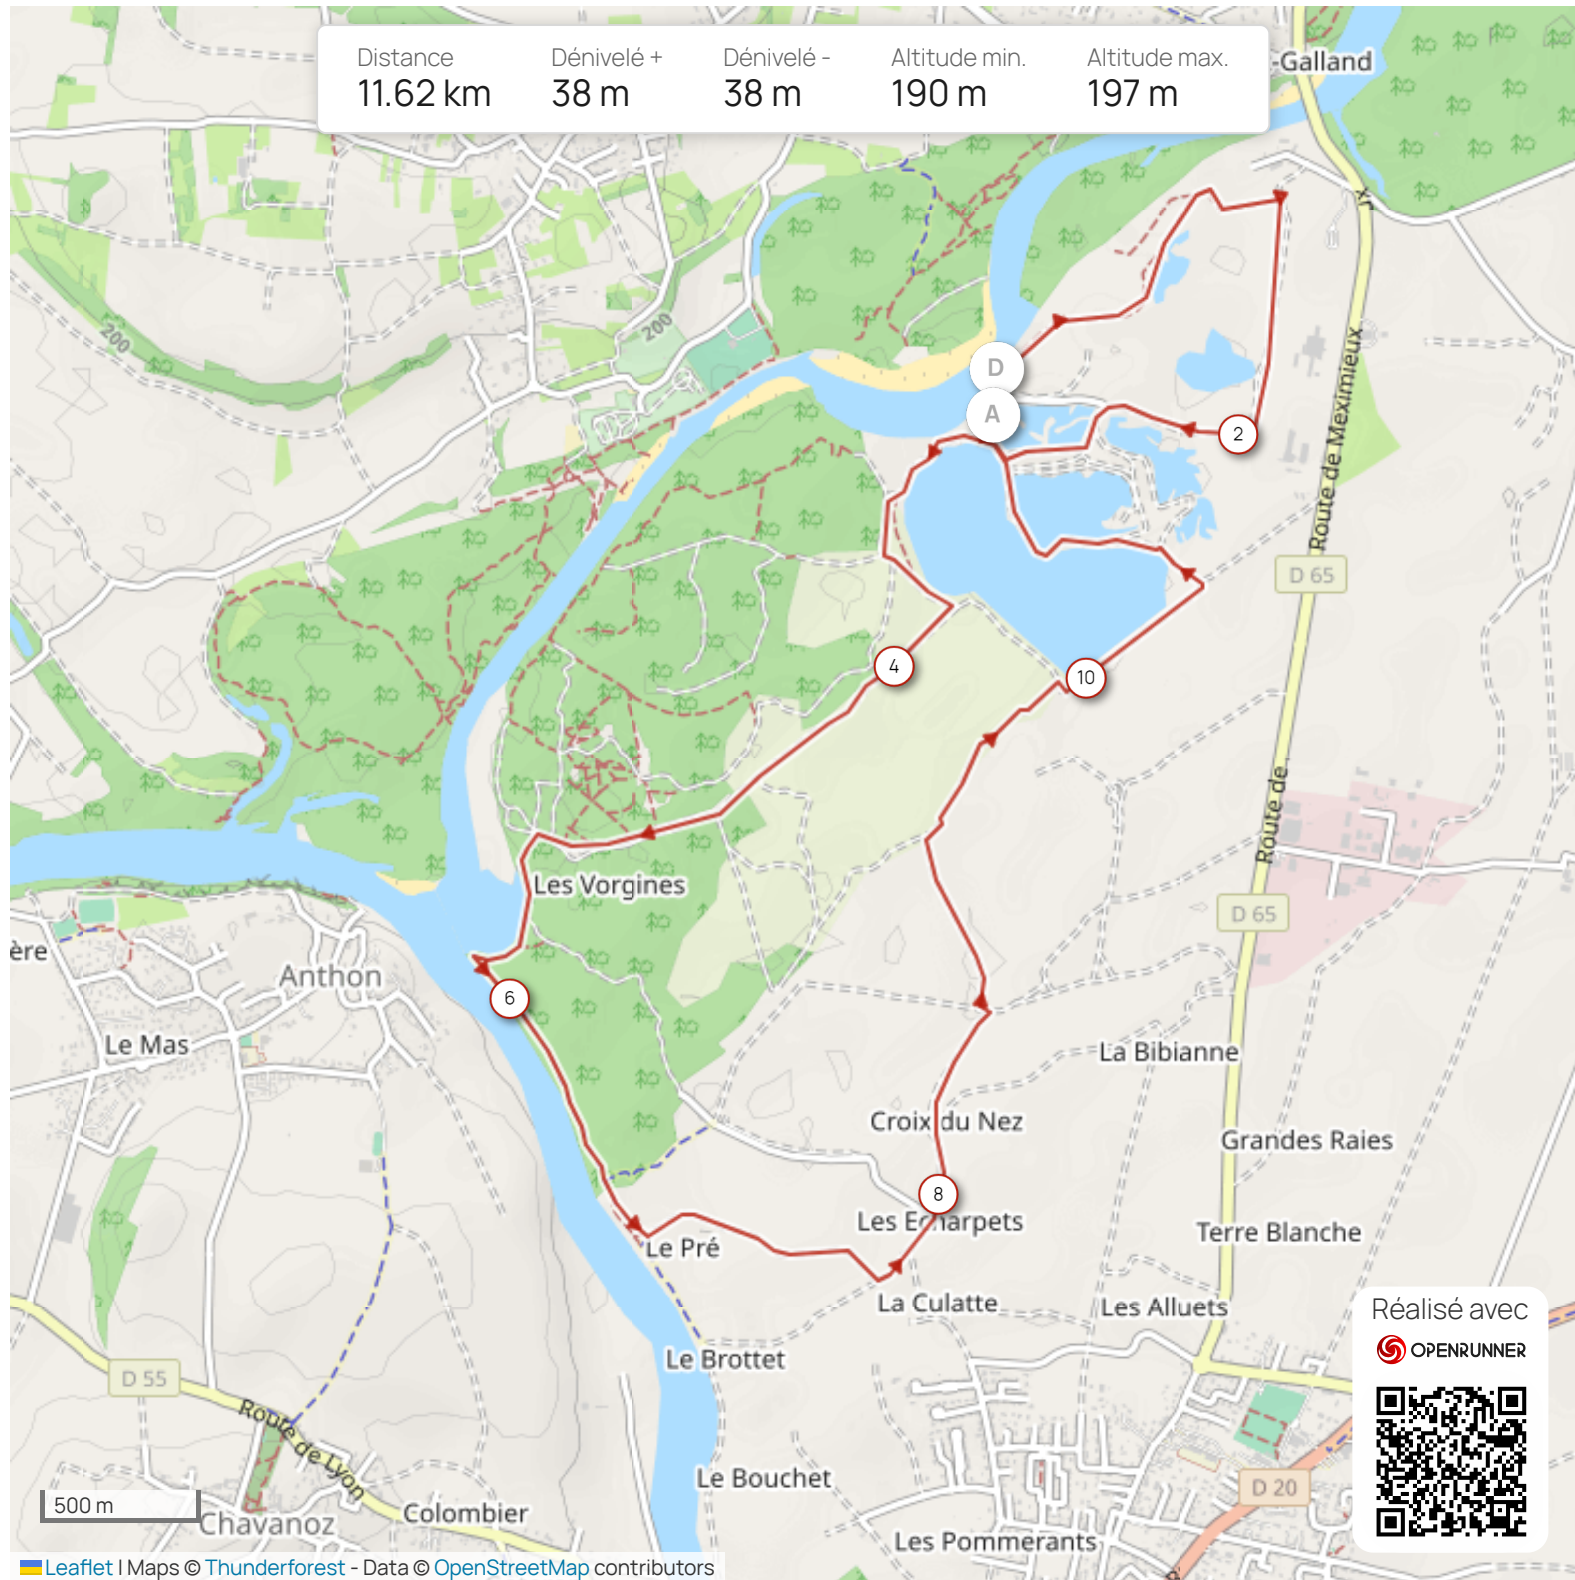 Distance
11.62 km
Dénivelé +
38 m
Dénivelé -
38 m
Altitude min.
190 m
Altitude max.
197 m
-Galland
200
200
D
A
2
Route de Meximieux
D 65
4
10
Route de
D 65
Les Vorgines
ère
Anthon
6
Le Mas
La Bibianne
Croix du Nez
Grandes Raies
8
Les Echarpets
Terre Blanche
Le Pré
La Culatte
Les Alluets
Réalisé avec
OPENRUNNER
Le Brottet
D 55
Route de Lyon
Le Bouchet
D 20
500 m
Colombier
Chavanoz
Les Pommerants
Leaflet | Maps © Thunderforest - Data © OpenStreetMap contributors